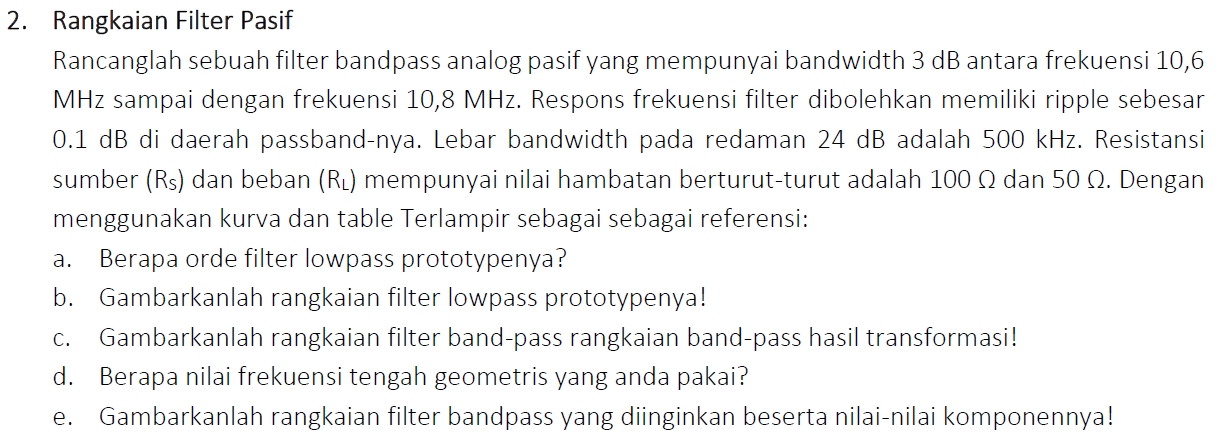 2. Rangkaian Filter Pasif
Rancanglah sebuah filter bandpass analog pasif yang mempunyai bandwidth 3 dB antara frekuensi 10,6
MHz sampai dengan frekuensi 10,8 MHz. Respons frekuensi filter dibolehkan memiliki ripple sebesar
0.1 dB di daerah passband-nya. Lebar bandwidth pada redaman 24 dB adalah 500 kHz. Resistansi
sumber (Rs) dan beban (RL) mempunyai nilai hambatan berturut-turut adalah 100 Ω dan 50 Ω. Dengan
menggunakan kurva dan table Terlampir sebagai sebagai referensi:
a. Berapa orde filter lowpass prototypenya?
b. Gambarkanlah rangkaian filter lowpass prototypenya!
c. Gambarkanlah rangkaian filter band-pass rangkaian band-pass hasil transformasi!
d. Berapa nilai frekuensi tengah geometris yang anda pakai?
e. Gambarkanlah rangkaian filter bandpass yang diinginkan beserta nilai-nilai komponennya!